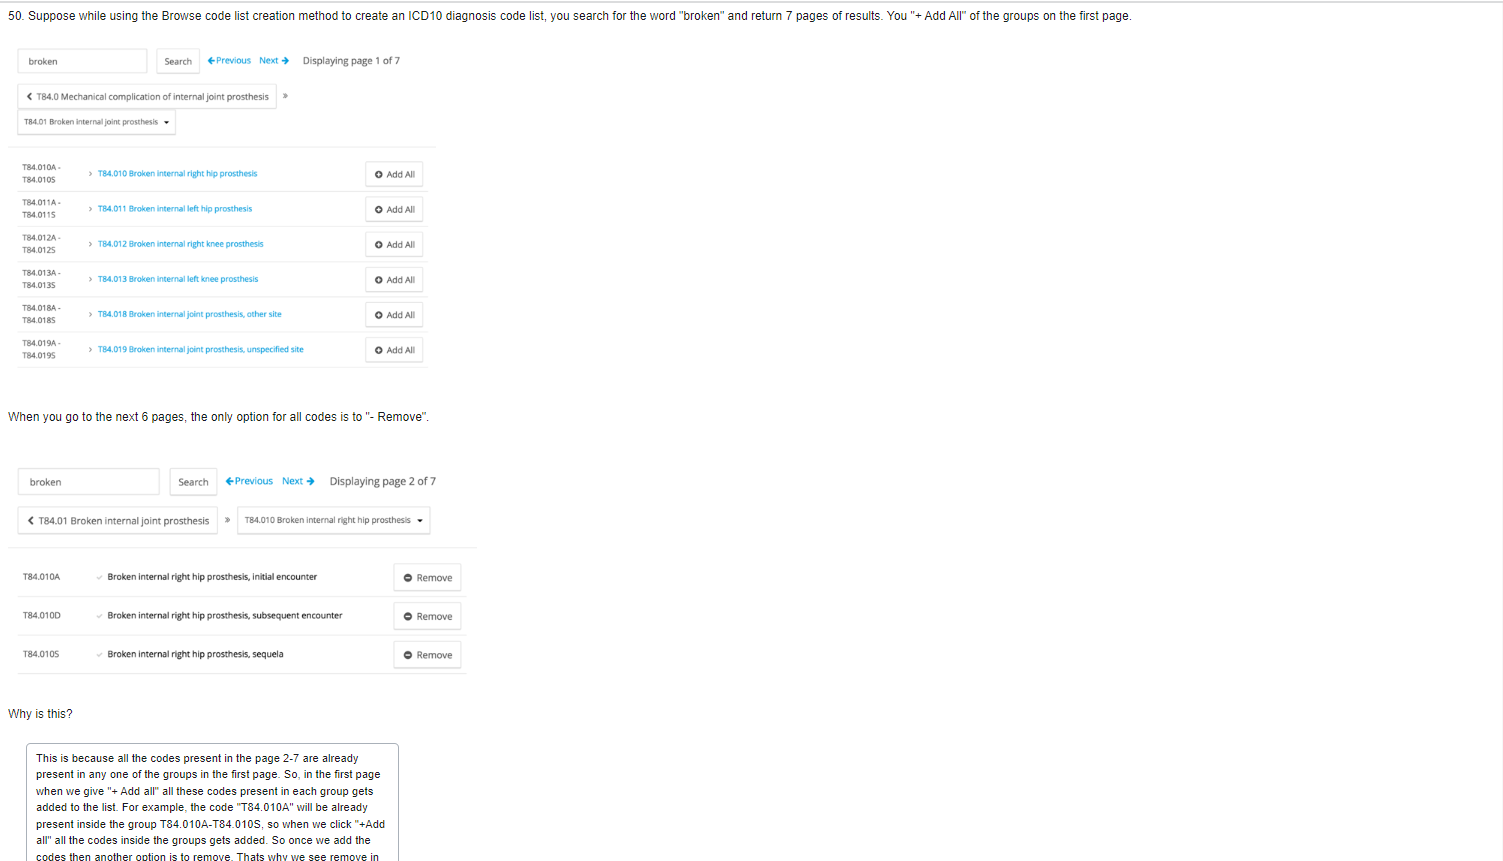 50. Suppose while using the Browse code list creation method to create an ICD10 diagnosis code list, you search for the word "broken" and return 7 pages of results. You "+ Add All" of the groups on the first page.
broken Search Previous Next Displaying page 1 of 7
T84.0 Mechanical complication of internal joint prosthesis »
T84.01 Broken internal joint prosthesis
T84.010A - T84.010S T84.010 Broken internal right hip prosthesis Add All
T84.011A - T84.011S T84.011 Broken internal left hip prosthesis Add All
T84.012A - T84.012S T84.012 Broken internal right knee prosthesis Add All
T84.013A - T84.013S T84.013 Broken internal left knee prosthesis Add All
T84.018A - T84.018S T84.018 Broken internal joint prosthesis, other site Add All
T84.019A - T84.019S T84.019 Broken internal joint prosthesis, unspecified site Add All
When you go to the next 6 pages, the only option for all codes is to "- Remove".
broken Search Previous Next Displaying page 2 of 7
T84.01 Broken internal joint prosthesis » T84.010 Broken internal right hip prosthesis
T84.010A Broken internal right hip prosthesis, initial encounter Remove
T84.010D Broken internal right hip prosthesis, subsequent encounter Remove
T84.010S Broken internal right hip prosthesis, sequela Remove
Why is this?
This is because all the codes present in the page 2-7 are already
present in any one of the groups in the first page. So, in the first page
when we give "+ Add all" all these codes present in each group gets
added to the list. For example, the code "T84.010A" will be already
present inside the group T84.010A-T84.010S, so when we click "+Add
all" all the codes inside the groups gets added. So once we add the
codes then another option is to remove. Thats why we see remove in